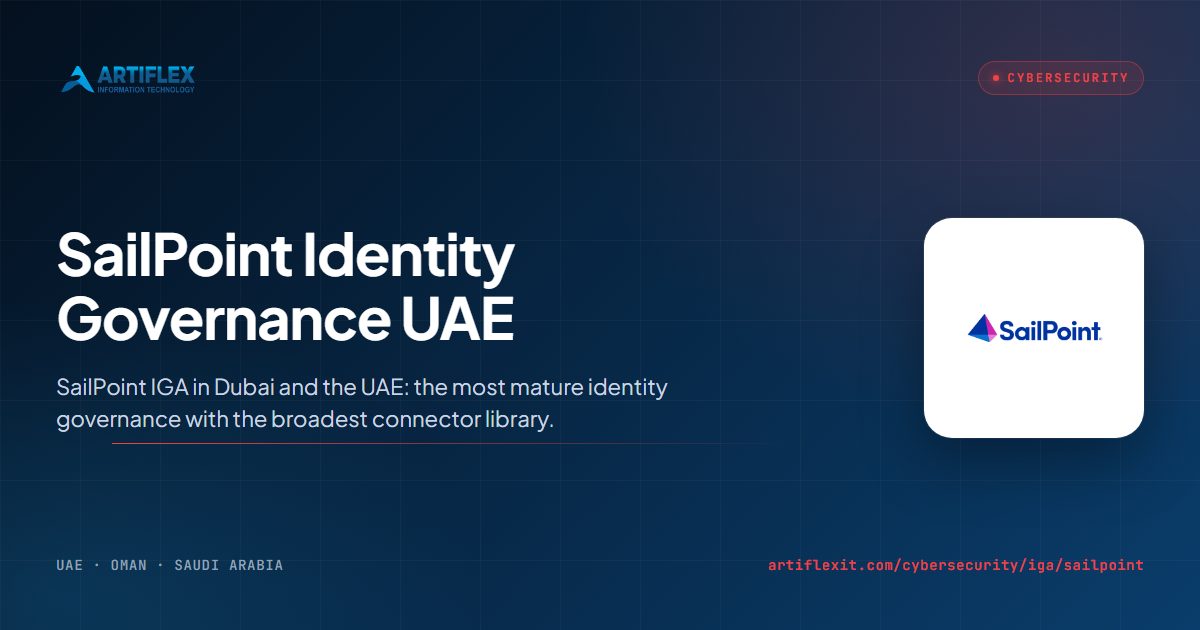 ARTIFLEX
INFORMATION TECHNOLOGY
CYBERSECURITY
SailPoint Identity
Governance UAE
SailPoint IGA in Dubai and the UAE: the most mature identity
governance with the broadest connector library.
SailPoint
UAE · OMAN · SAUDI ARABIA
artiflexit.com/cybersecurity/iga/sailpoint